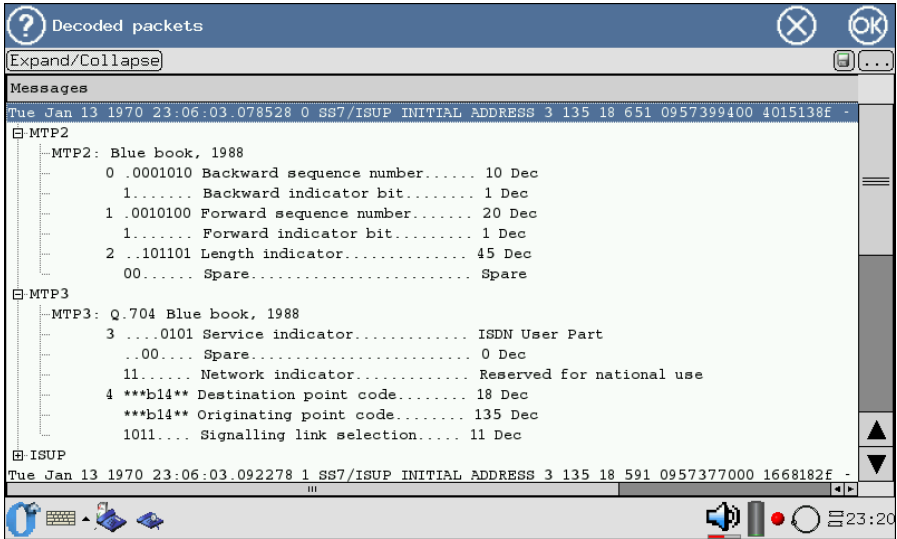 Decoded packets
OK
Expand/Collapse
...
Messages
Tue Jan 13 1970 23:06:03.078528 0 SS7/ISUP INITIAL ADDRESS 3 135 18 651 0957399400 4015138f -
MTP2
MTP2: Blue book, 1988
0 .0001010 Backward sequence number...... 10 Dec
1....... Backward indicator bit........ 1 Dec
1 .0010100 Forward sequence number....... 20 Dec
1....... Forward indicator bit......... 1 Dec
2 ..101101 Length indicator.............. 45 Dec
00...... Spare........................ Spare
MTP3
MTP3: Q.704 Blue book, 1988
3 ....0101 Service indicator............. ISDN User Part
..00.... Spare......................... 0 Dec
11...... Network indicator............. Reserved for national use
4 ***b14** Destination point code........ 18 Dec
***b14** Originating point code........ 135 Dec
1011.... Signalling link selection..... 11 Dec
ISUP
Tue Jan 13 1970 23:06:03.092278 1 SS7/ISUP INITIAL ADDRESS 3 135 18 591 0957377000 1668182f -
23:20